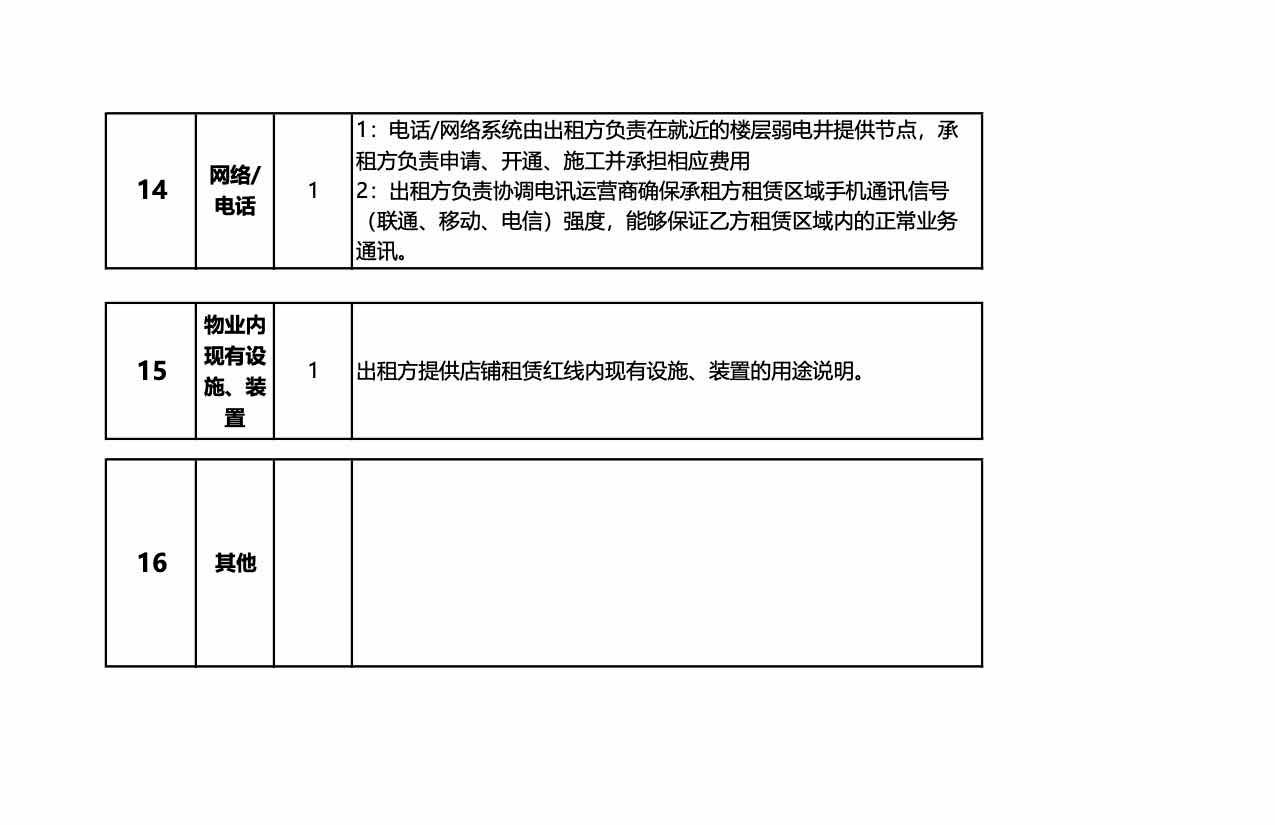 14
网络/
电话
1
1：电话/网络系统由出租方负责在就近的楼层弱电井提供节点，承
租方负责申请、开通、施工并承担相应费用
2：出租方负责协调电讯运营商确保承租方租赁区域手机通讯信号
（联通、移动、电信）强度，能够保证乙方租赁区域内的正常业务
通讯。
15
物业内
现有设
施、装
置
1
出租方提供店铺租赁红线内现有设施、装置的用途说明。
16
其他